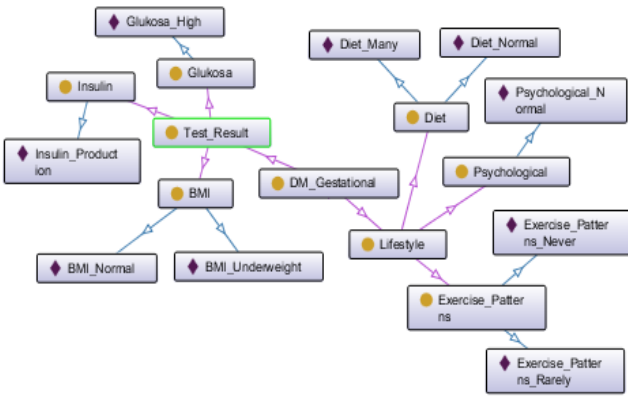 Glukosa_High
Diet_Many
Diet_Normal
Glukosa
Insulin
Psychological_N
ormal
Diet
Test_Result
Insulin_Product
ion
Psychological
DM_Gestational
BMI
Exercise_Patter
ns_Never
Lifestyle
BMI_Normal
BMI_Underweight
Exercise_Patter
ns
Exercise_Patter
ns_Rarely